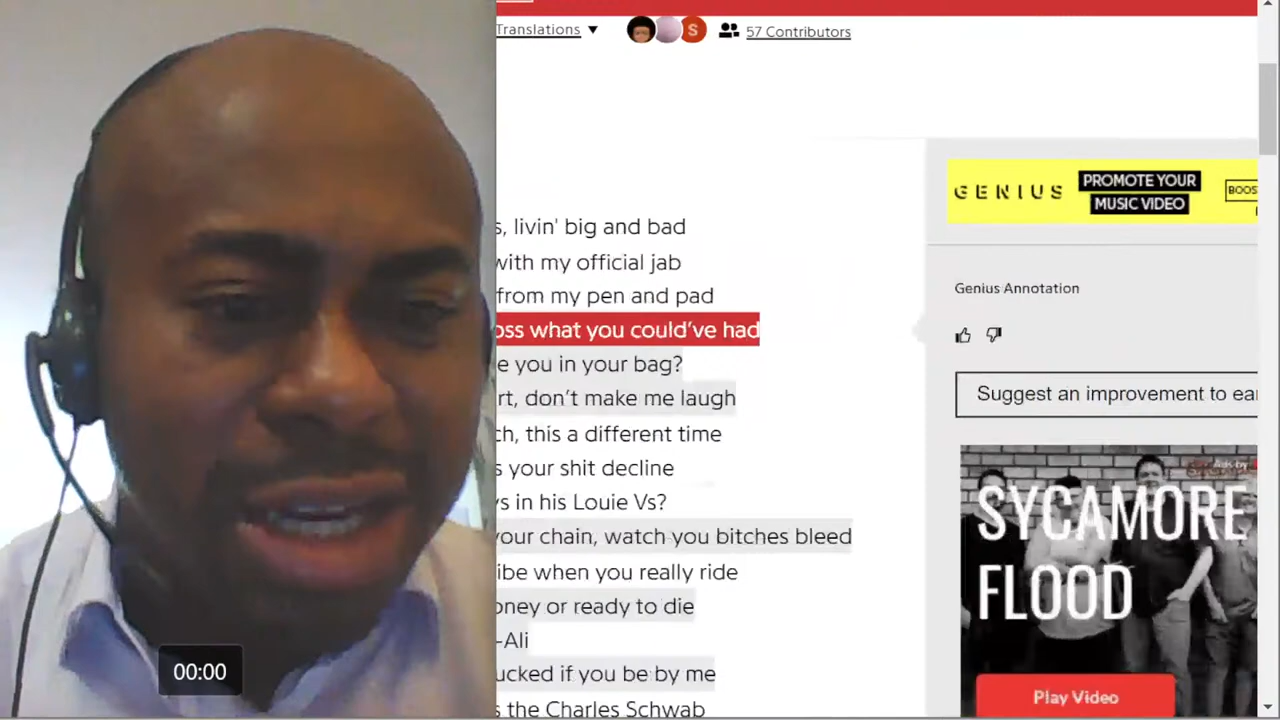 Translations
S
57 Contributors
s, livin' big and bad
with my official jab
from my pen and pad
oss what you could've had
e you in your bag?
rt, don't make me laugh
ch, this a different time
s your shit decline
s in his Louie Vs?
your chain, watch you bitches bleed
ibe when you really ride
oney or ready to die
-Ali
ucked if you be by me
s the Charles Schwab
GENIUS
PROMOTE YOUR
MUSIC VIDEO
BOOS
Genius Annotation
Suggest an improvement to ear
Ads by
SYCAMORE
FLOOD
Play Video
00:00